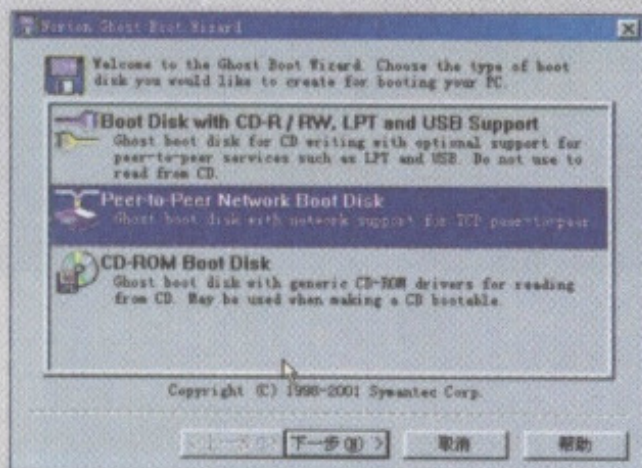 Norton Ghost Boot Wizard
Welcome to the Ghost Boot Wizard. Choose the type of boot
disk you would like to create for booting your PC.
Boot Disk with CD-R / RW, LPT and USB Support
Ghost boot disk for CD writing with optional support for
peer-to-peer services such as LPT and USB. Do not use to
read from CD.
Peer-to-Peer Network Boot Disk
Ghost boot disk with network support for TCP peer-to-peer
CD-ROM Boot Disk
Ghost boot disk with generic CD-ROM drivers for reading
from CD. May be used when making a CD bootable.
Copyright (C) 1998-2001 Symantec Corp.
< 上一步(B) 下一步(N) > 取消 帮助